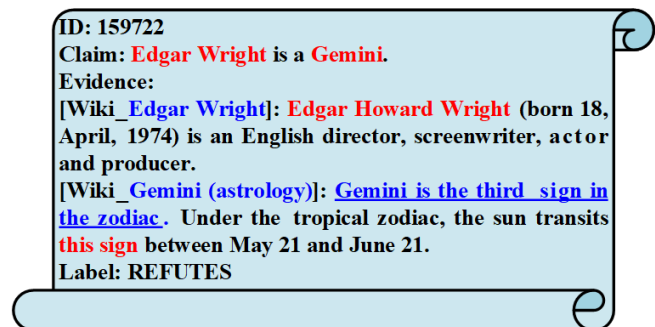 ID: 159722
Claim: Edgar Wright is a Gemini.
Evidence:
[Wiki_Edgar Wright]: Edgar Howard Wright (born 18,
April, 1974) is an English director, screenwriter, actor
and producer.
[Wiki_Gemini (astrology)]: Gemini is the third sign in
the zodiac. Under the tropical zodiac, the sun transits
this sign between May 21 and June 21.
Label: REFUTES